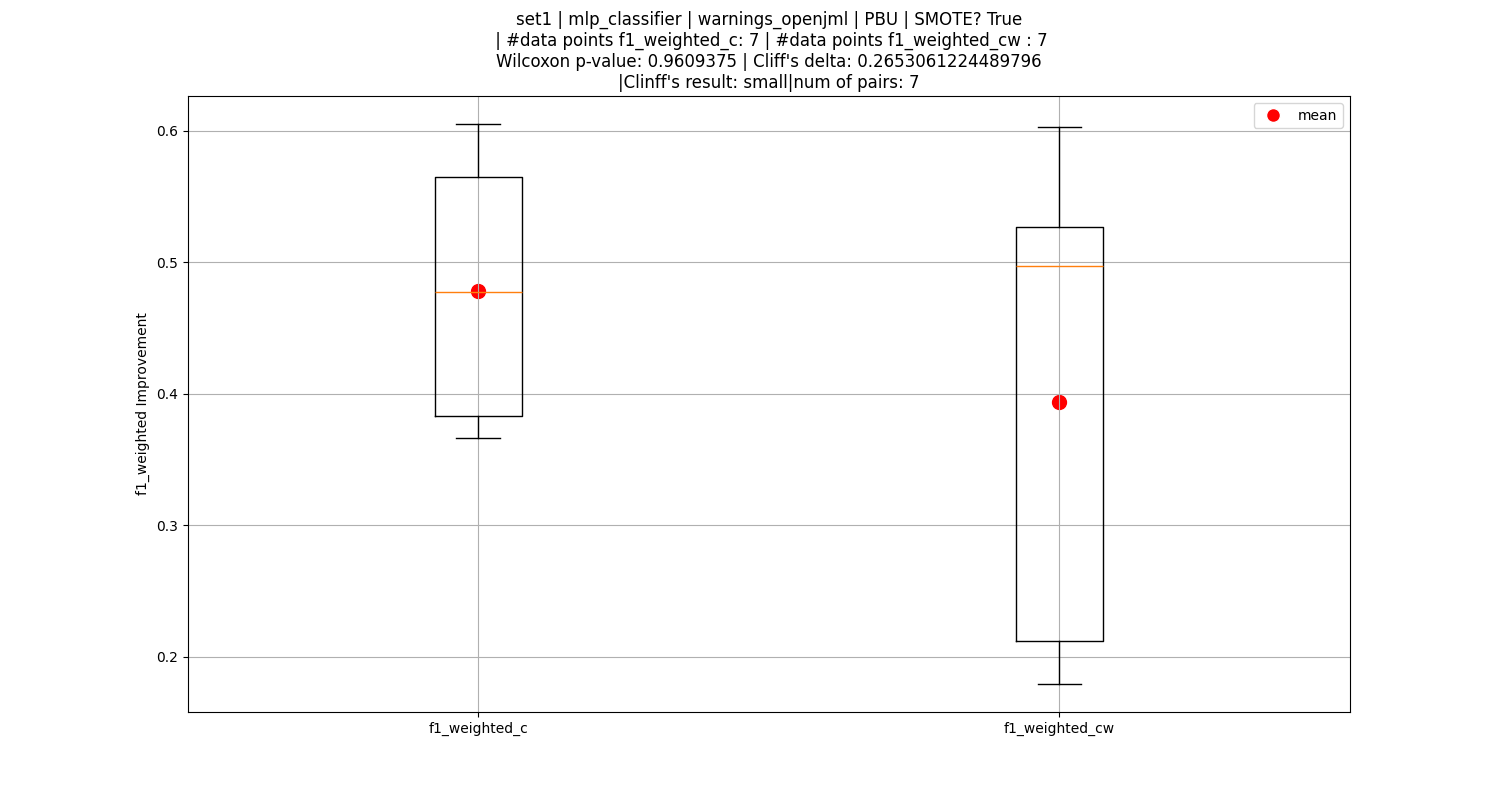 set1 | mlp_classifier | warnings_openjml | PBU | SMOTE? True
| #data points f1_weighted_c: 7 | #data points f1_weighted_cw : 7
Wilcoxon p-value: 0.9609375 | Cliff's delta: 0.2653061224489796
|Clinff's result: small|num of pairs: 7
mean
0.6
0.5
0.4
0.3
0.2
f1_weighted Improvement
f1_weighted_c
f1_weighted_cw